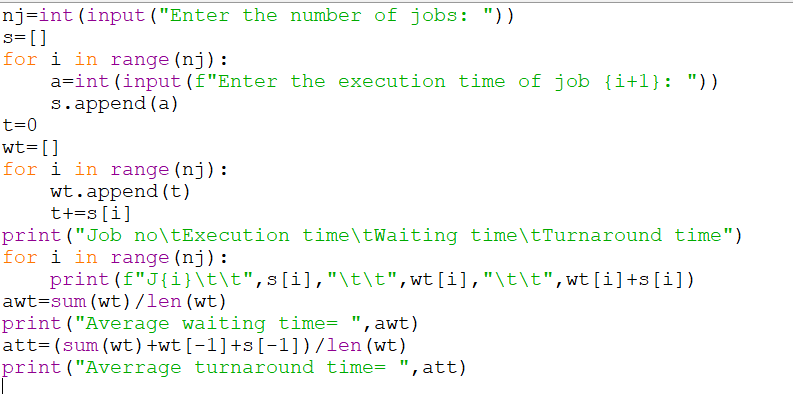 nj=int(input("Enter the number of jobs: "))
s=[]
for i in range(nj):
    a=int(input(f"Enter the execution time of job {i+1}: "))
    s.append(a)
t=0
wt=[]
for i in range(nj):
    wt.append(t)
    t+=s[i]
print("Job no\tExecution time\tWaiting time\tTurnaround time")
for i in range(nj):
    print(f"J{i}\t\t",s[i],"\t\t",wt[i],"\t\t",wt[i]+s[i])
awt=sum(wt)/len(wt)
print("Average waiting time= ",awt)
att=(sum(wt)+wt[-1]+s[-1])/len(wt)
print("Averrage turnaround time= ",att)